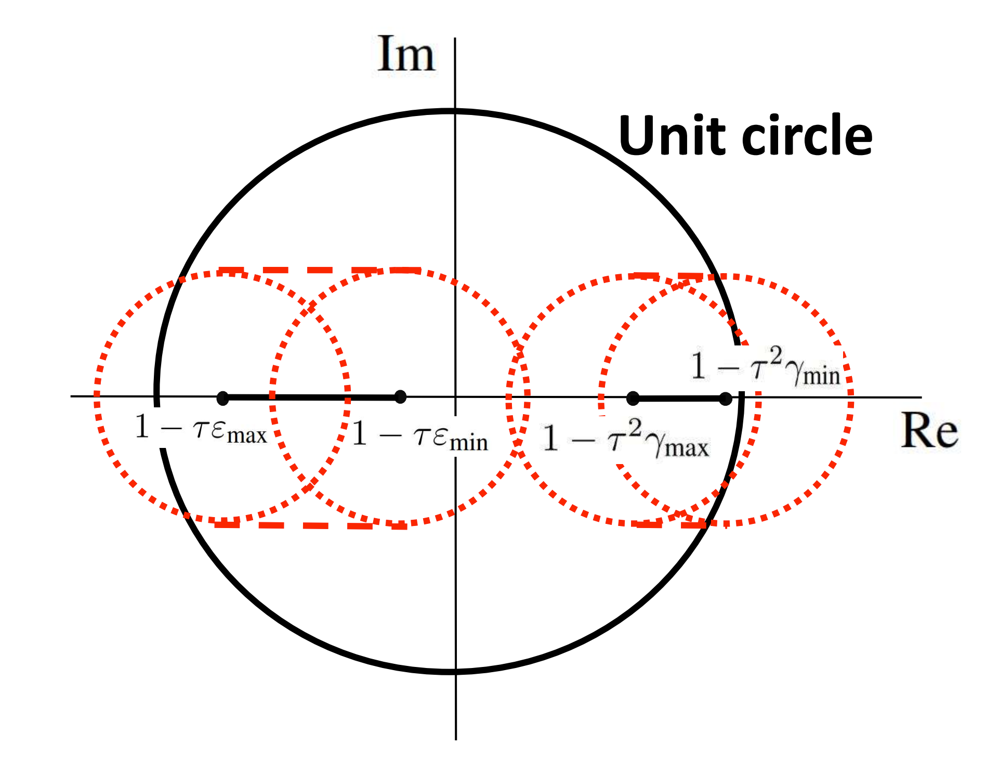 Im
Unit circle
1 − τ²γmin
1 − τεmax
1 − τεmin
1 − τ²γmax
Re